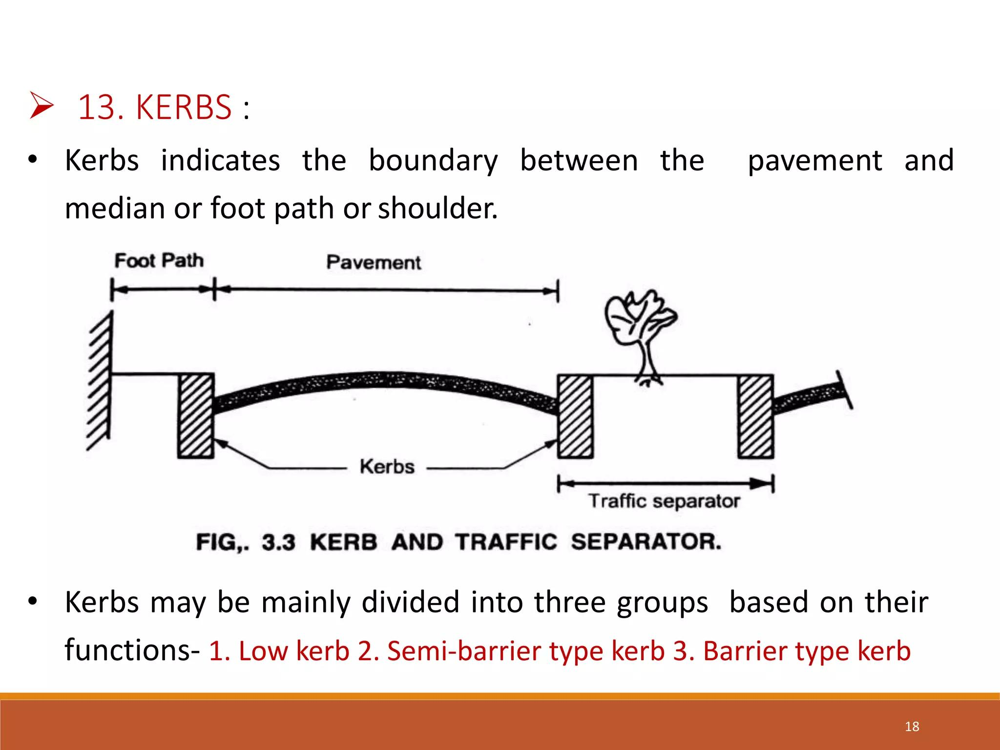 ➢ 13. KERBS :
• Kerbs indicates the boundary between the pavement and
median or foot path or shoulder.
Foot Path
Pavement
Kerbs
Traffic separator
FIG,. 3.3 KERB AND TRAFFIC SEPARATOR.
• Kerbs may be mainly divided into three groups based on their
functions- 1. Low kerb 2. Semi-barrier type kerb 3. Barrier type kerb
18